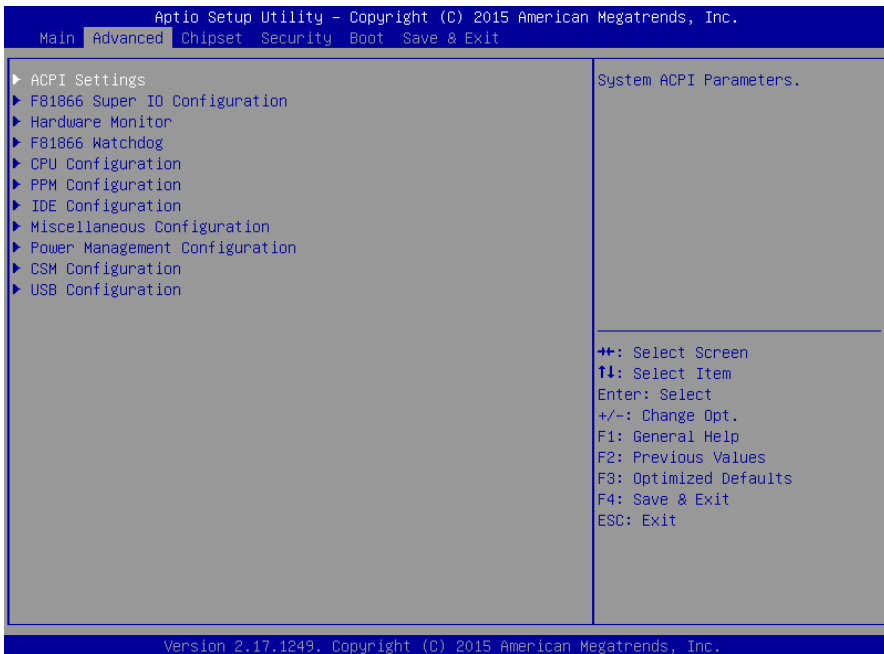 Aptio Setup Utility – Copyright (C) 2015 American Megatrends, Inc.
Main Advanced Chipset Security Boot Save & Exit
▶ ACPI Settings
▶ F81866 Super IO Configuration
▶ Hardware Monitor
▶ F81866 Watchdog
▶ CPU Configuration
▶ PPM Configuration
▶ IDE Configuration
▶ Miscellaneous Configuration
▶ Power Management Configuration
▶ CSM Configuration
▶ USB Configuration
System ACPI Parameters.
→←: Select Screen
↑↓: Select Item
Enter: Select
+/-: Change Opt.
F1: General Help
F2: Previous Values
F3: Optimized Defaults
F4: Save & Exit
ESC: Exit
Version 2.17.1249. Copyright (C) 2015 American Megatrends, Inc.